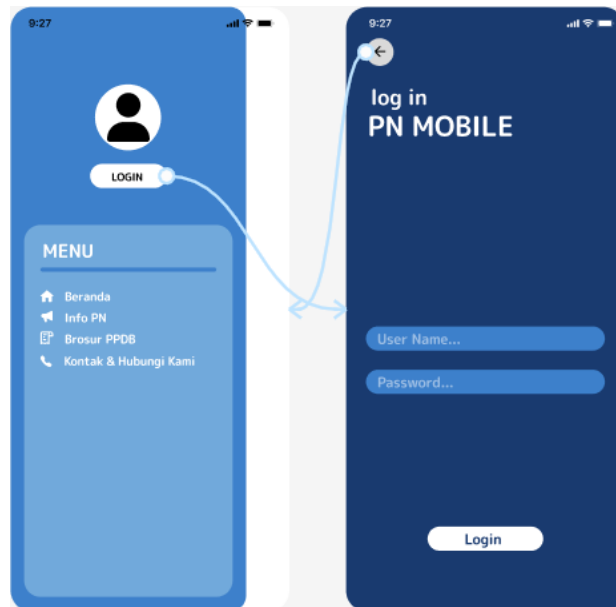 9:27
LOGIN
MENU
Beranda
Info PN
Brosur PPDB
Kontak & Hubungi Kami
9:27
log in
PN MOBILE
User Name...
Password...
Login